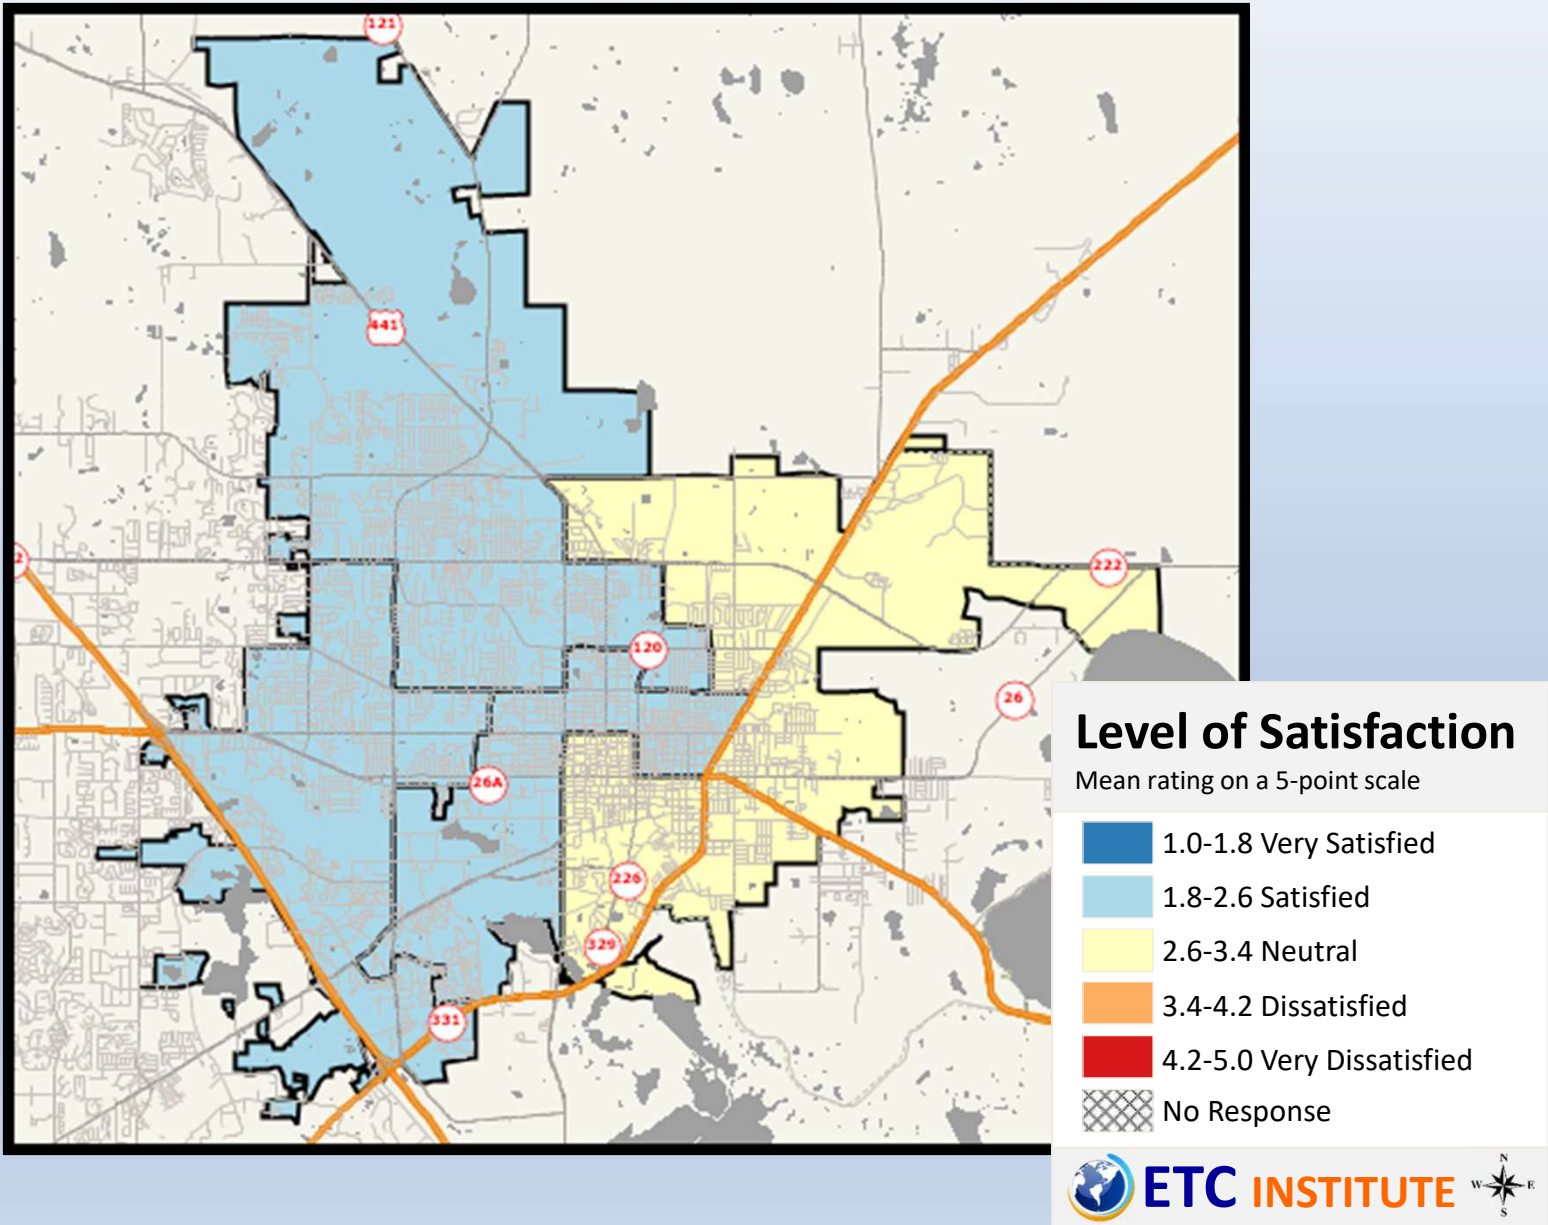 121
441
2
222
120
26
26A
226
329
331
Level of Satisfaction
Mean rating on a 5-point scale
1.0-1.8 Very Satisfied
1.8-2.6 Satisfied
2.6-3.4 Neutral
3.4-4.2 Dissatisfied
4.2-5.0 Very Dissatisfied
No Response
ETC INSTITUTE
N
W E
S